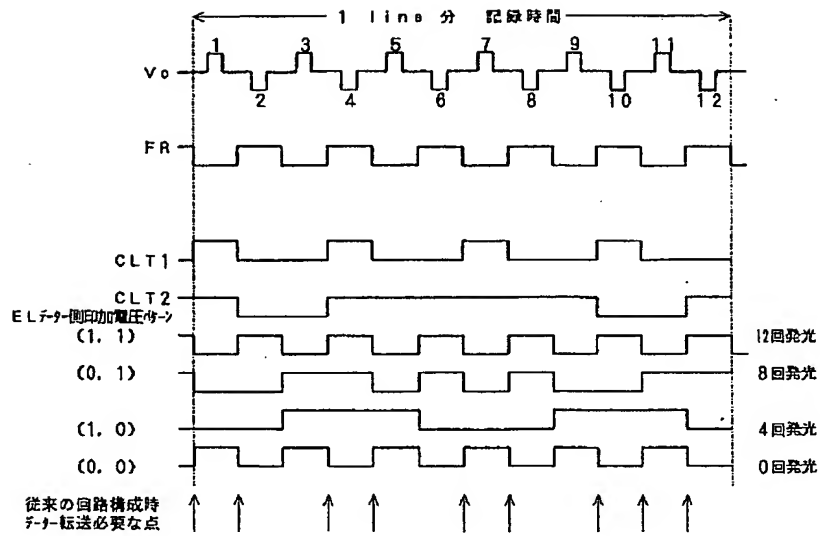 1 line 分 記録時間
1 3 5 7 9 11
Vo
2 4 6 8 10 12
FR
CLT1
CLT2
ELデーター側印加電圧パターン
(1, 1) 12回発光
(0, 1) 8回発光
(1, 0) 4回発光
(0, 0) 0回発光
従来の回路構成時
データー転送必要な点